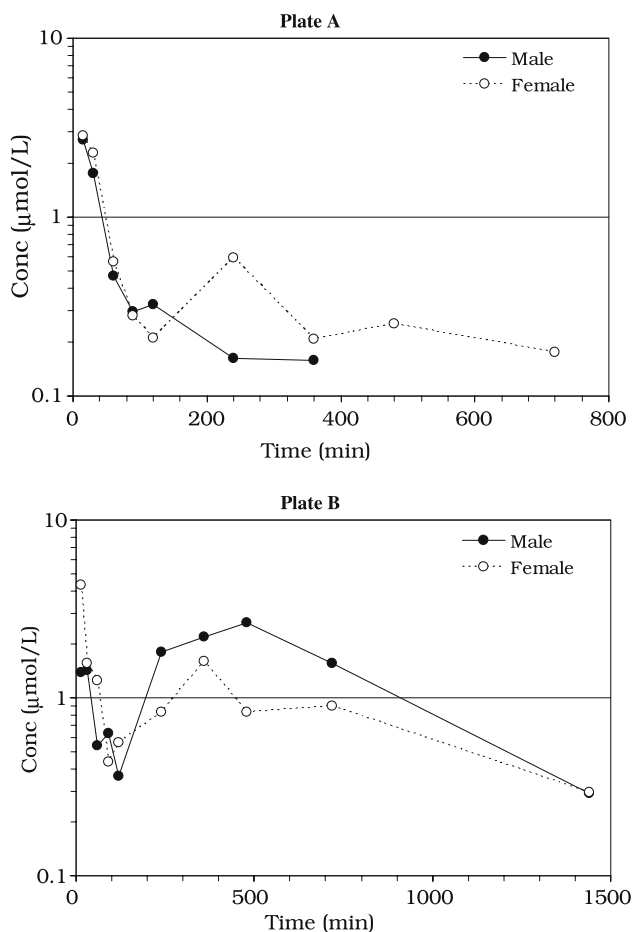 Plate A
10
Male
Female
Conc (μmol/L)
1
0.1
0 200 400 600 800
Time (min)
Plate B
10
Male
Female
Conc (μmol/L)
1
0.1
0 500 1000 1500
Time (min)